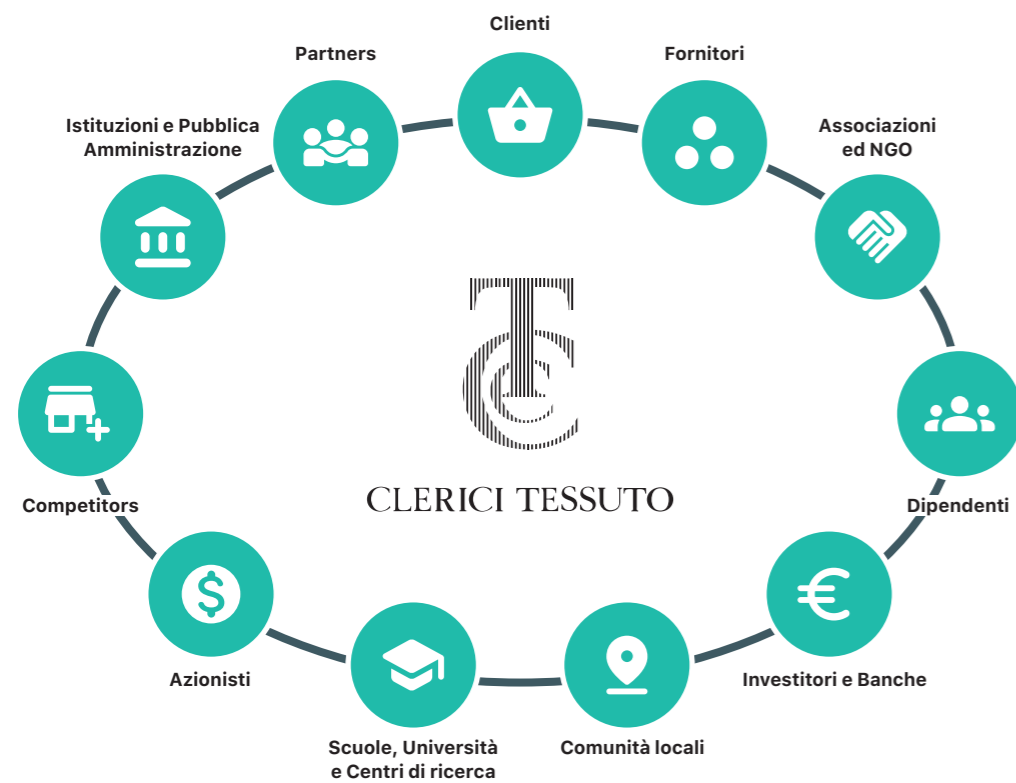 Clienti
Partners
Fornitori
Istituzioni e Pubblica
Amministrazione
Associazioni
ed NGO
CLERICI TESSUTO
Competitors
Dipendenti
Azionisti
Investitori e Banche
Scuole, Università
e Centri di ricerca
Comunità locali